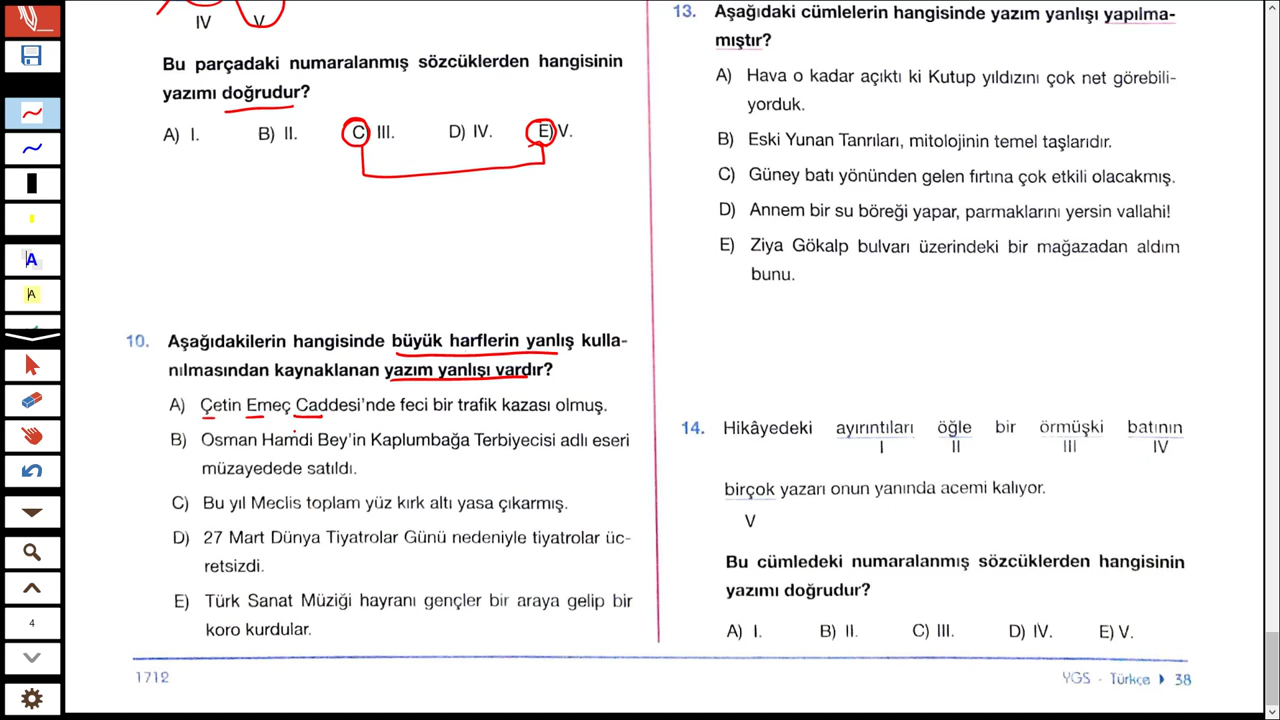 IV V
Bu parçadaki numaralanmış sözcüklerden hangisinin
yazımı doğrudur?
A) I. B) II. C) III. D) IV. E) V.
10. Aşağıdakilerin hangisinde büyük harflerin yanlış kulla-
nılmasından kaynaklanan yazım yanlışı vardır?
A) Çetin Emeç Caddesi'nde feci bir trafik kazası olmuş.
B) Osman Hamdi Bey'in Kaplumbağa Terbiyecisi adlı eseri
müzayedede satıldı.
C) Bu yıl Meclis toplam yüz kırk altı yasa çıkarmış.
D) 27 Mart Dünya Tiyatrolar Günü nedeniyle tiyatrolar üc-
retsizdi.
E) Türk Sanat Müziği hayranı gençler bir araya gelip bir
koro kurdular.
13. Aşağıdaki cümlelerin hangisinde yazım yanlışı yapılma-
mıştır?
A) Hava o kadar açıktı ki Kutup yıldızını çok net görebili-
yorduk.
B) Eski Yunan Tanrıları, mitolojinin temel taşlarıdır.
C) Güney batı yönünden gelen fırtına çok etkili olacakmış.
D) Annem bir su böreği yapar, parmaklarını yersin vallahi!
E) Ziya Gökalp bulvarı üzerindeki bir mağazadan aldım
bunu.
14. Hikâyedeki ayırıntıları öğle bir örmüşki batının
I II III IV
birçok yazarı onun yanında acemi kalıyor.
V
Bu cümledeki numaralanmış sözcüklerden hangisinin
yazımı doğrudur?
A) I. B) II. C) III. D) IV. E) V.
1712
YGS - Türkçe 38
A
A
4